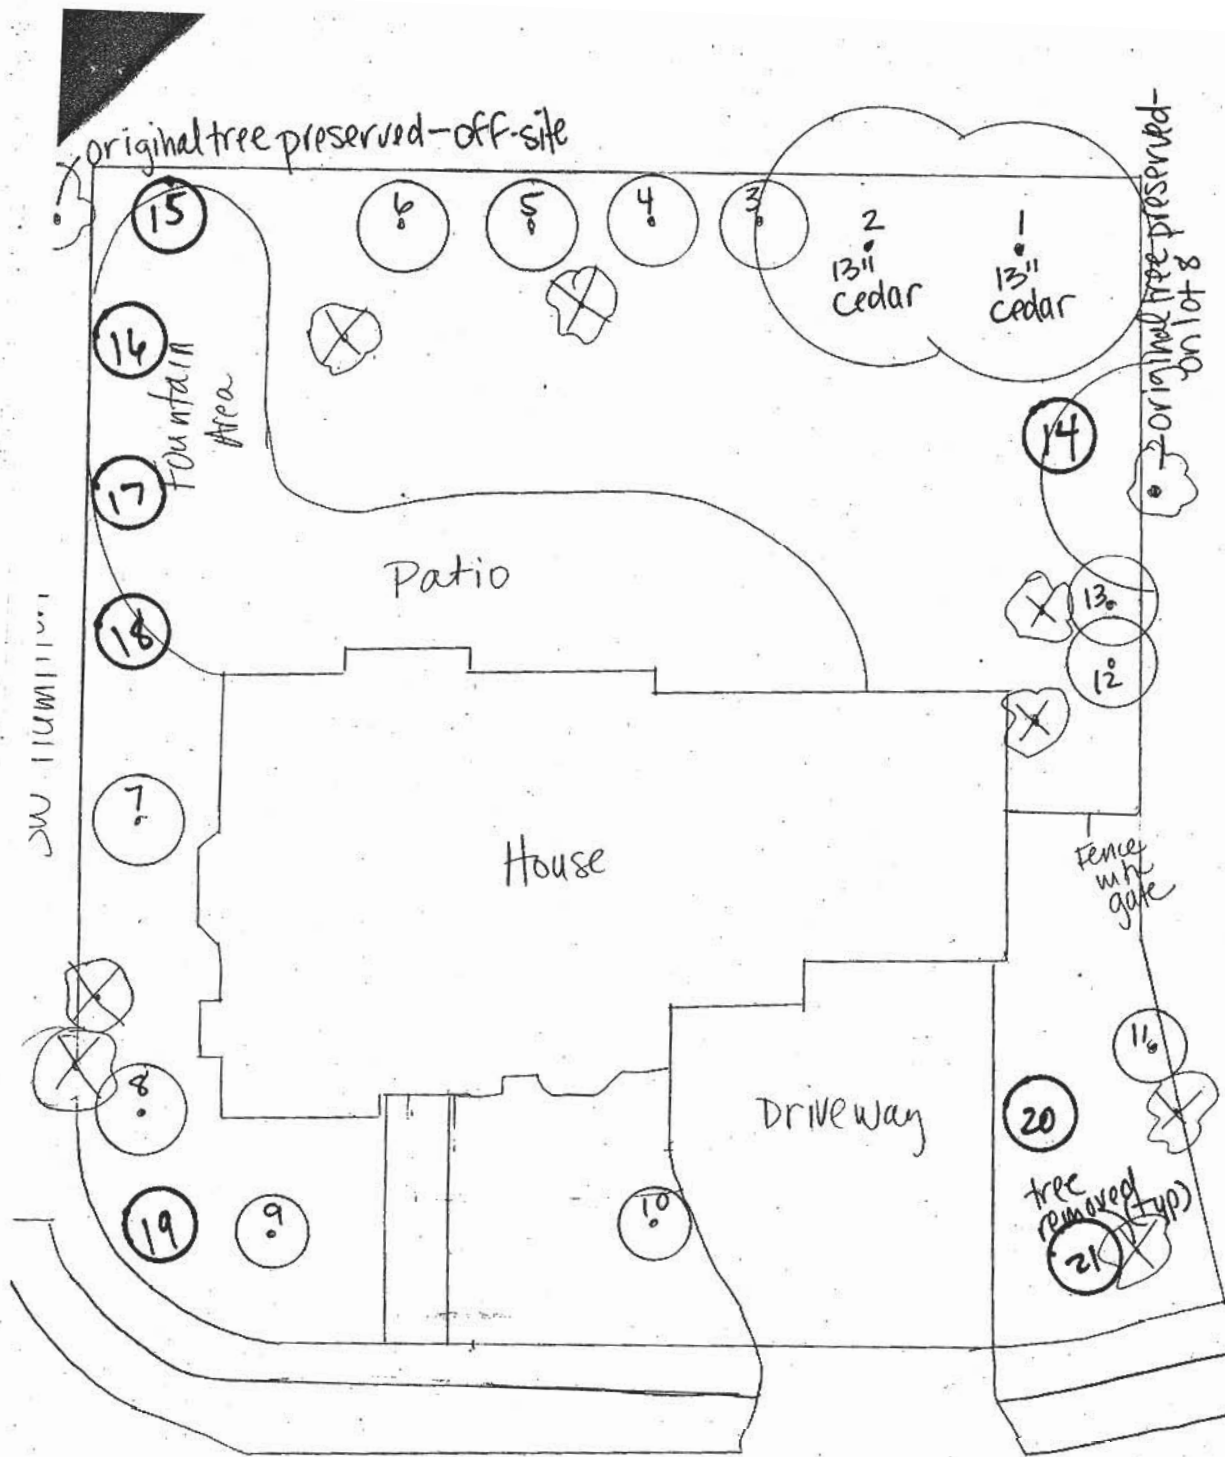 original tree preserved-off-site
15
6
5
4
3
2
13"
cedar
1
13"
cedar
original tree preserved-
on lot 8
16
Fountain
Area
14
17
Patio
13
18
12
7
House
Fence
gate
8
11
Driveway
20
tree
removed (typ)
19
9
10
21